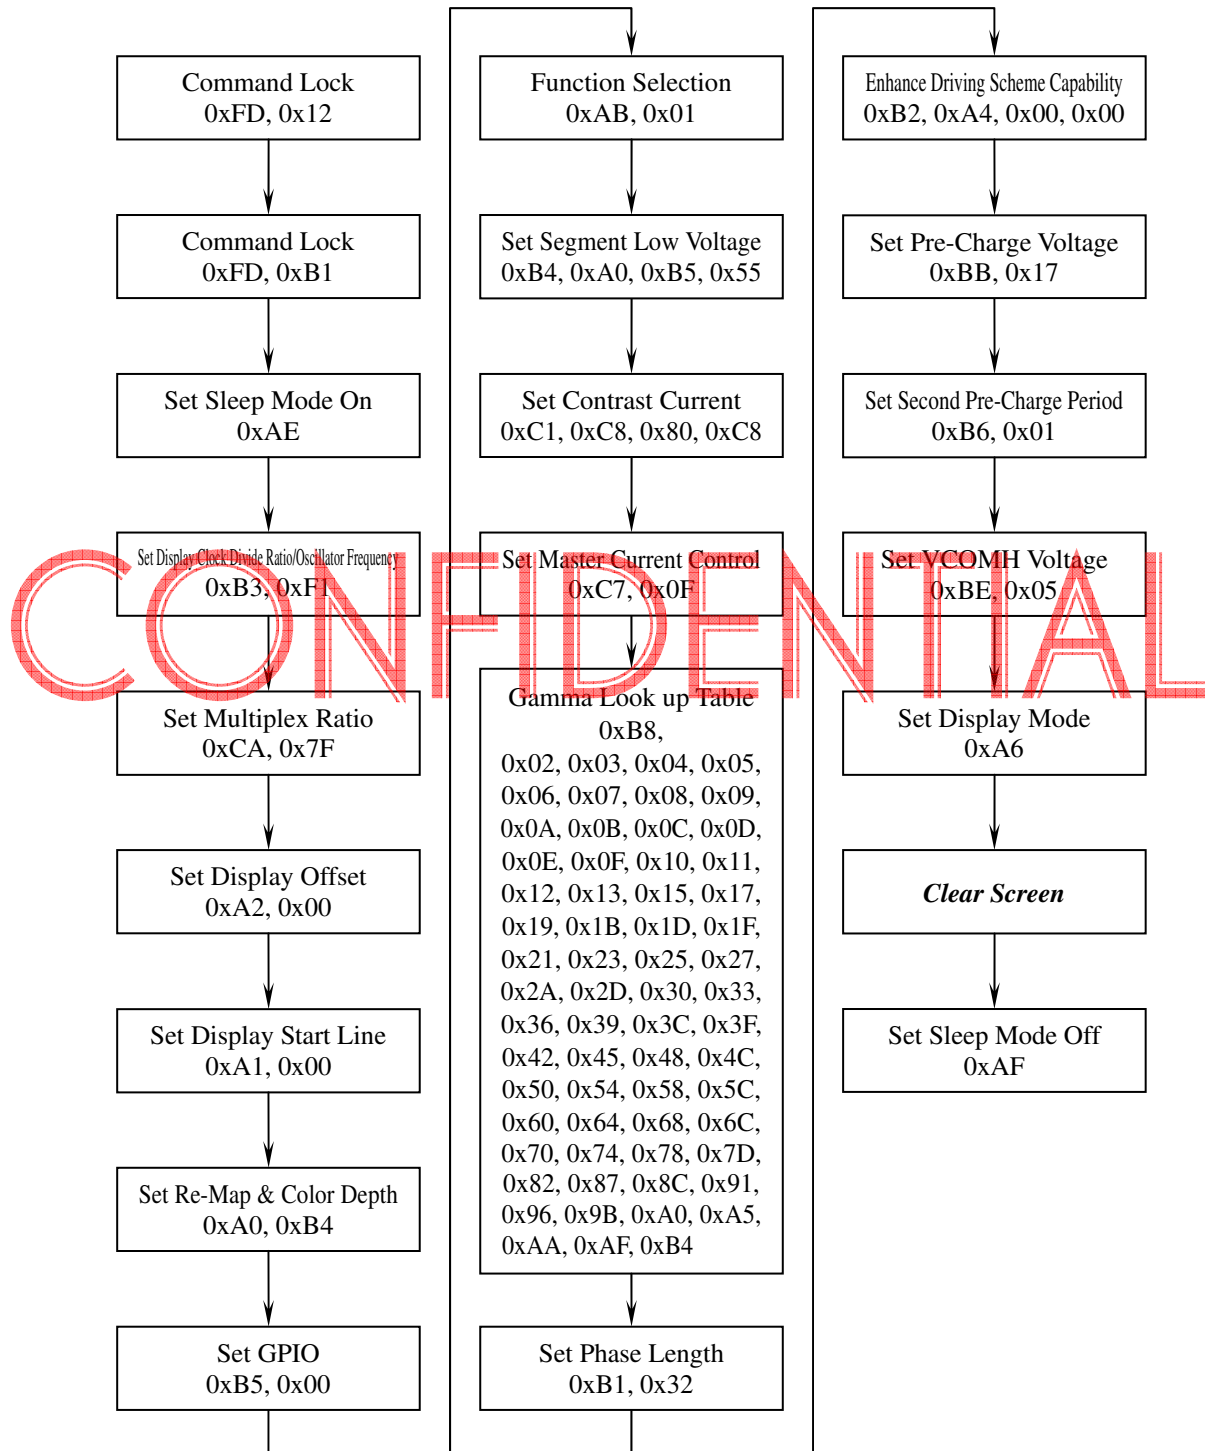 Command Lock
0xFD, 0x12
Command Lock
0xFD, 0xB1
Set Sleep Mode On
0xAE
Set Display Clock Divide Ratio/Oscillator Frequency
0xB3, 0xF1
Set Multiplex Ratio
0xCA, 0x7F
Set Display Offset
0xA2, 0x00
Set Display Start Line
0xA1, 0x00
Set Re-Map & Color Depth
0xA0, 0xB4
Set GPIO
0xB5, 0x00
Function Selection
0xAB, 0x01
Set Segment Low Voltage
0xB4, 0xA0, 0xB5, 0x55
Set Contrast Current
0xC1, 0xC8, 0x80, 0xC8
Set Master Current Control
0xC7, 0x0F
Gamma Look up Table
0xB8,
0x02, 0x03, 0x04, 0x05,
0x06, 0x07, 0x08, 0x09,
0x0A, 0x0B, 0x0C, 0x0D,
0x0E, 0x0F, 0x10, 0x11,
0x12, 0x13, 0x15, 0x17,
0x19, 0x1B, 0x1D, 0x1F,
0x21, 0x23, 0x25, 0x27,
0x2A, 0x2D, 0x30, 0x33,
0x36, 0x39, 0x3C, 0x3F,
0x42, 0x45, 0x48, 0x4C,
0x50, 0x54, 0x58, 0x5C,
0x60, 0x64, 0x68, 0x6C,
0x70, 0x74, 0x78, 0x7D,
0x82, 0x87, 0x8C, 0x91,
0x96, 0x9B, 0xA0, 0xA5,
0xAA, 0xAF, 0xB4
Set Phase Length
0xB1, 0x32
Enhance Driving Scheme Capability
0xB2, 0xA4, 0x00, 0x00
Set Pre-Charge Voltage
0xBB, 0x17
Set Second Pre-Charge Period
0xB6, 0x01
Set VCOMH Voltage
0xBE, 0x05
Set Display Mode
0xA6
Clear Screen
Set Sleep Mode Off
0xAF
CONFIDENTIAL